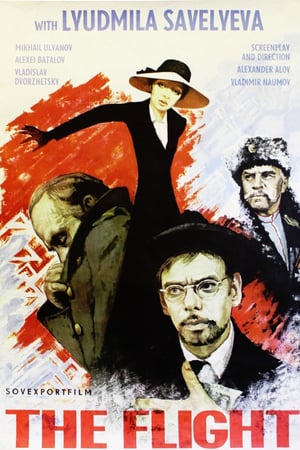 WITH LYUDMILA SAVELYEVA
MIKHAIL ULYANOV
ALEXEI BATALOV
VLADISLAV
DVORZHETSKY
SCREENPLAY
AND DIRECTION
ALEXANDER ALOV
VLADIMIR NAUMOV
SOVEXPORTFILM
THE FLIGHT